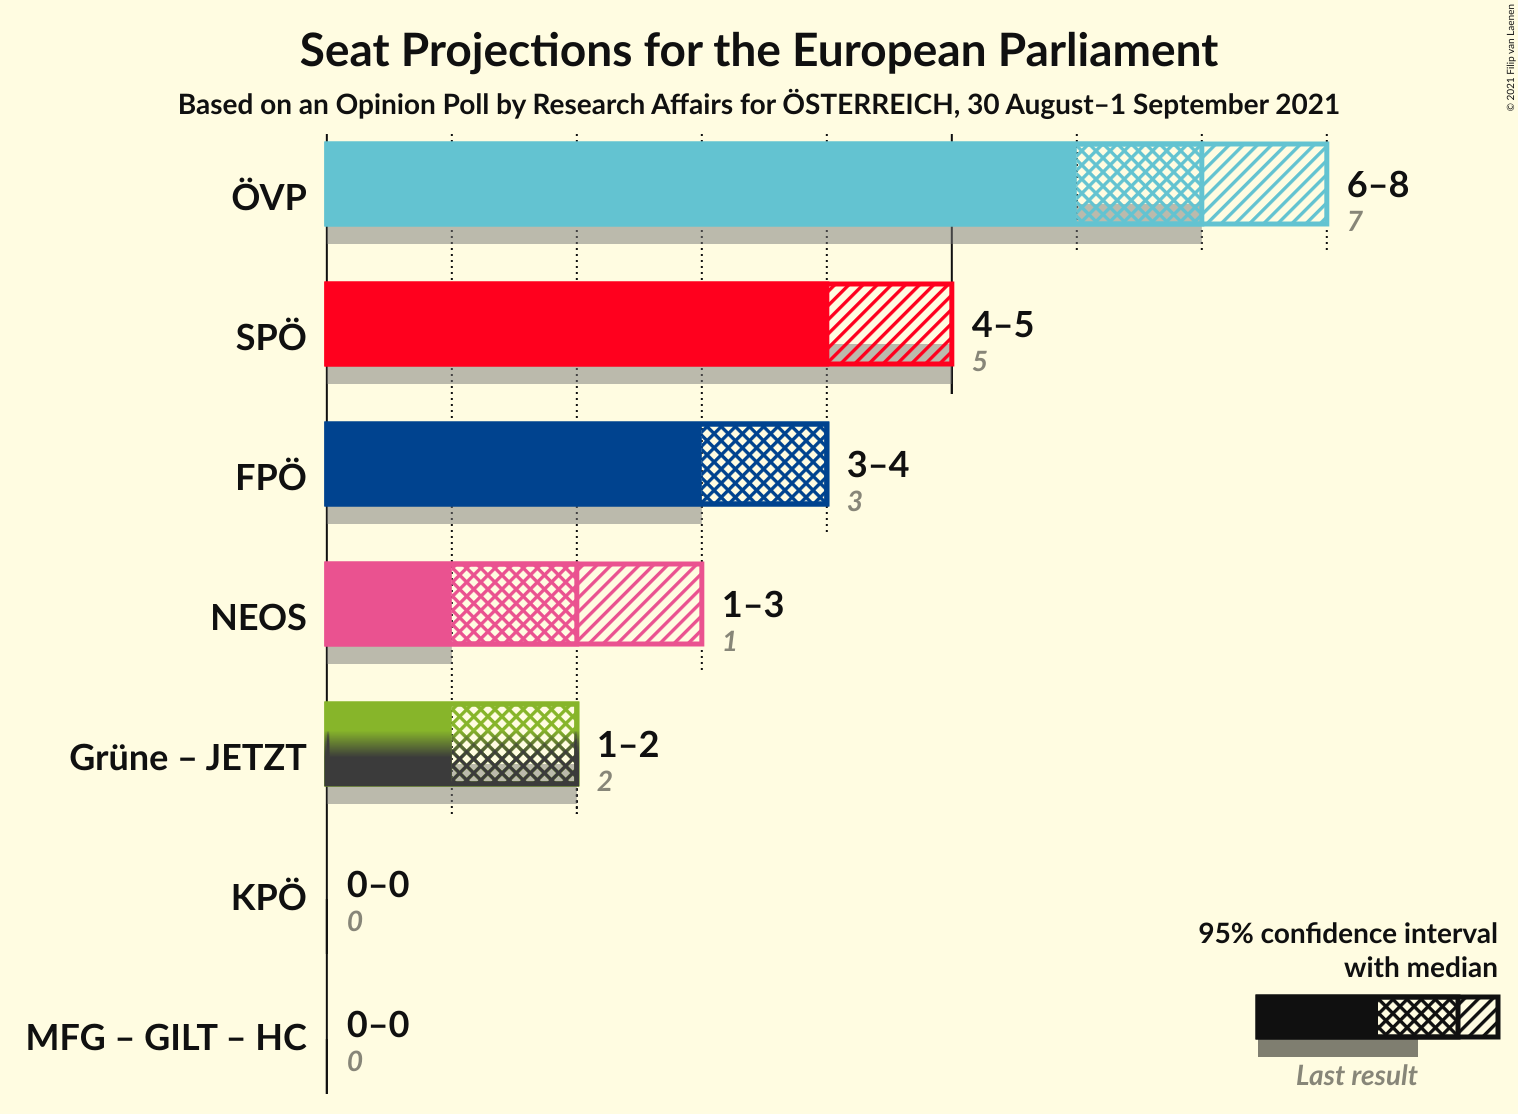 Seat Projections for the European Parliament
Based on an Opinion Poll by Research Affairs for ÖSTERREICH, 30 August–1 September 2021
© 2021 Filip van Laenen
ÖVP
6–8
7
SPÖ
4–5
5
FPÖ
3–4
3
NEOS
1–3
1
Grüne – JETZT
1–2
2
KPÖ
0–0
0
MFG – GILT – HC
0–0
0
95% confidence interval
with median
Last result